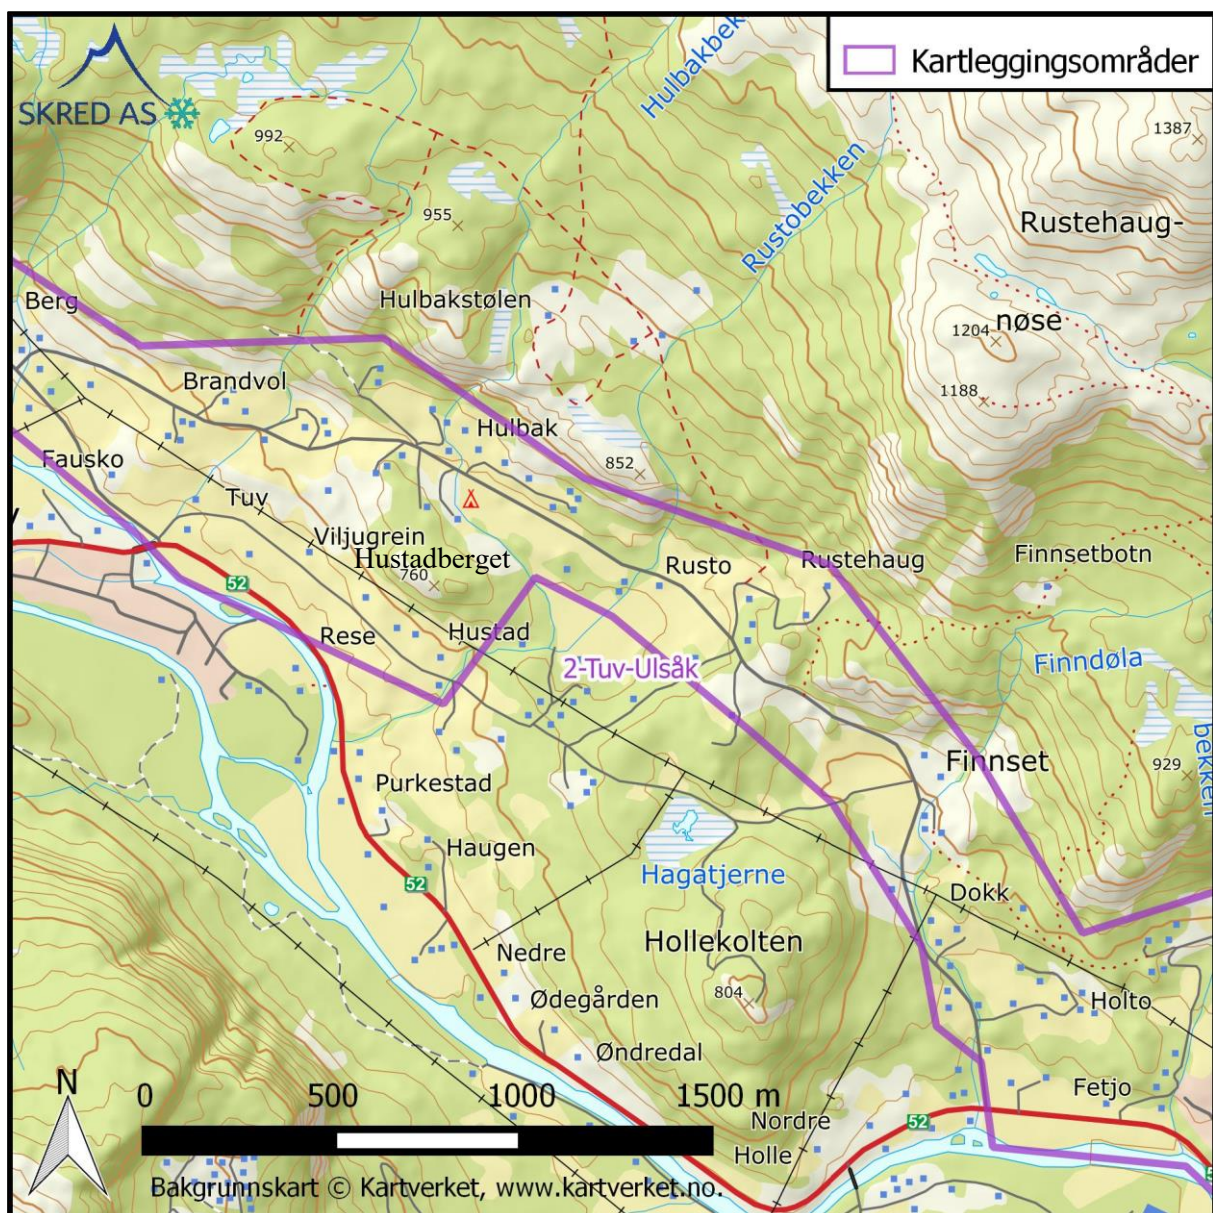 Kartleggingsområder
SKRED AS
Hulbakbek
992
1387
955
Rustobekken
Rustehaug-
nøse
Berg
Hulbakstølen
1204
1188
Brandvol
Hulbak
852
Fausko
Tuv
Viljugrein
Hustadberget
760
Rusto
Rustehaug
Finnsetbotn
52
Rese
Hustad
2-Tuv-Ulsåk
Finndøla
bekken
Finnset
929
Purkestad
Haugen
52
Hagatjerne
Dokk
Hollekolten
Nedre
804
Ødegården
Holto
Øndredal
Fetjo
N
0 500 1000 1500 m
Nordre
52
Holle
Bakgrunnskart © Kartverket, www.kartverket.no.